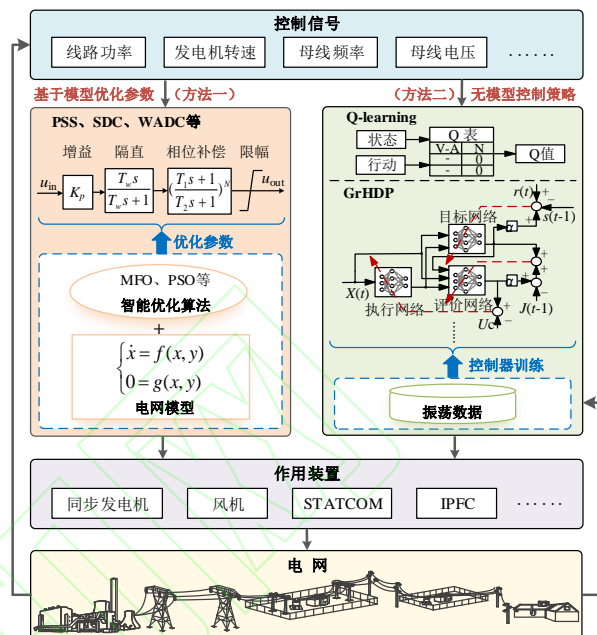 控制信号
线路功率 发电机转速 母线频率 母线电压 ······
基于模型优化参数 (方法一) (方法二) 无模型控制策略
PSS、SDC、WADC等
增益 隔直 相位补偿 限幅
u_in K_p T_w s / (T_w s+1) ((T_1 s+1) / (T_2 s+1))^N u_out
优化参数
MFO、PSO等
智能优化算法
+
{ẋ = f(x, y)
0 = g(x, y)
电网模型
Q-learning
状态 Q 表
V-A N Q值
行动 - 0
- 0
GrHDP r(t)
目标网络 + −
+ s(t-1)
γ
X(t) γ + +
执行网络 评价网络 + − J(t-1)
Uc −
控制器训练
振荡数据
作用装置
同步发电机 风机 STATCOM IPFC ······
电 网